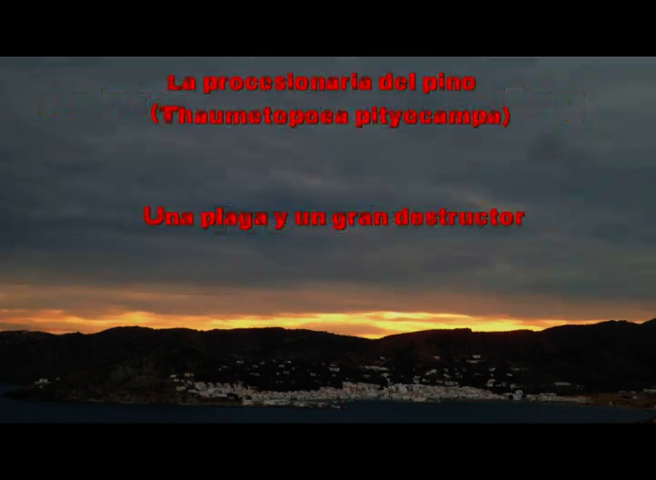 La procesionaria del pino
(Thaumetopoea pityocampa)
Una plaga y un gran destructor